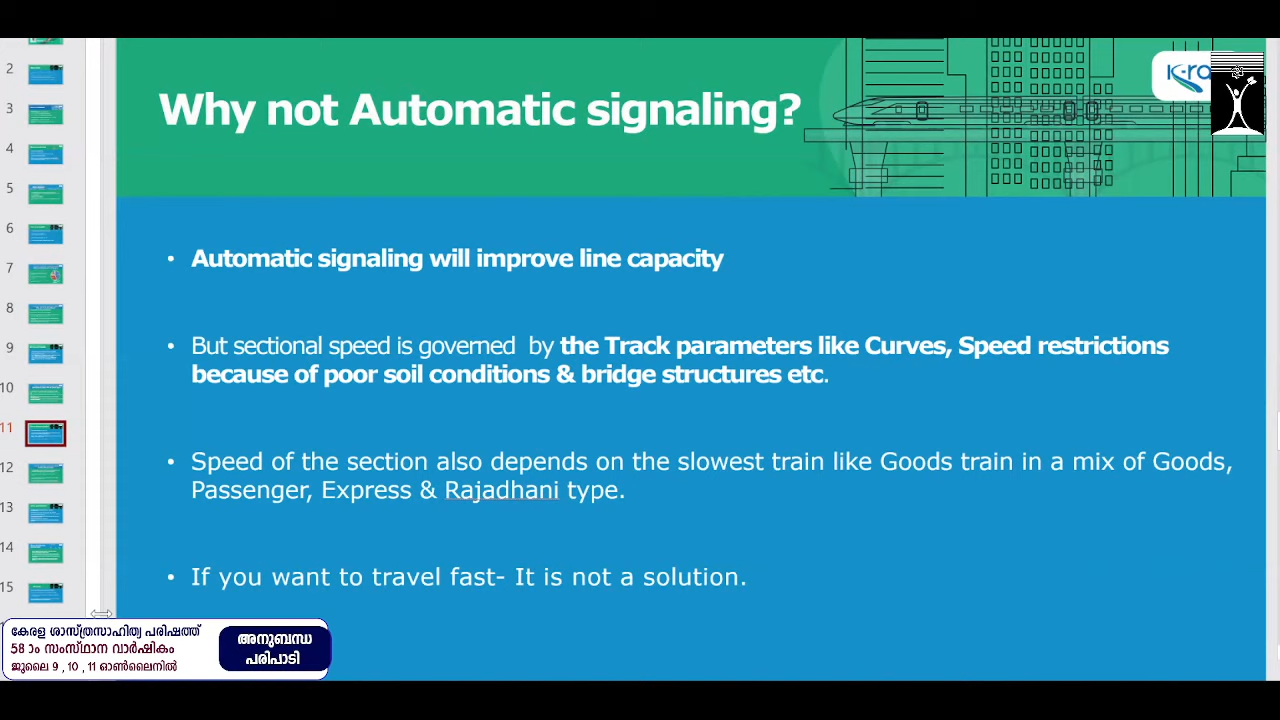 2
3
4
5
6
7
8
9
10
11
12
13
14
15
Why not Automatic signaling?
• Automatic signaling will improve line capacity
• But sectional speed is governed by the Track parameters like Curves, Speed restrictions
because of poor soil conditions & bridge structures etc.
• Speed of the section also depends on the slowest train like Goods train in a mix of Goods,
Passenger, Express & Rajadhani type.
• If you want to travel fast- It is not a solution.
കേരള ശാസ്ത്രസാഹിത്യ പരിഷത്ത്
58 ാം സംസ്ഥാന വാർഷികം
ജൂലൈ 9 , 10 , 11 ഓൺലൈനിൽ
അനുബന്ധ
പരിപാടി